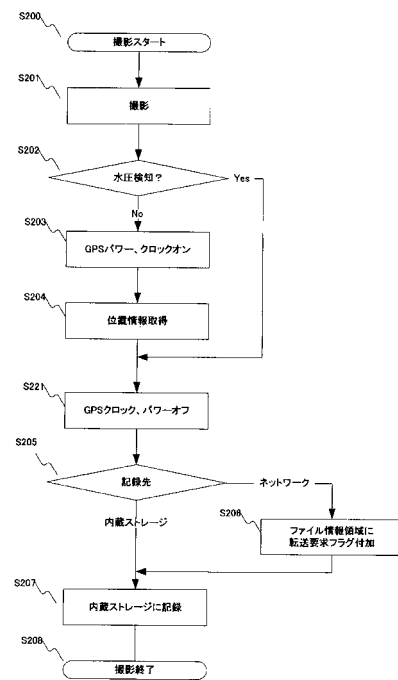 S200
撮影スタート
S201
撮影
S202
水圧検知？
Yes
No
S203
GPSパワー、クロックオン
S204
位置情報取得
S221
GPSクロック、パワーオフ
S205
記録先
ネットワーク
内蔵ストレージ
S206
ファイル情報領域に
転送要求フラグ付加
S207
内蔵ストレージに記録
S208
撮影終了